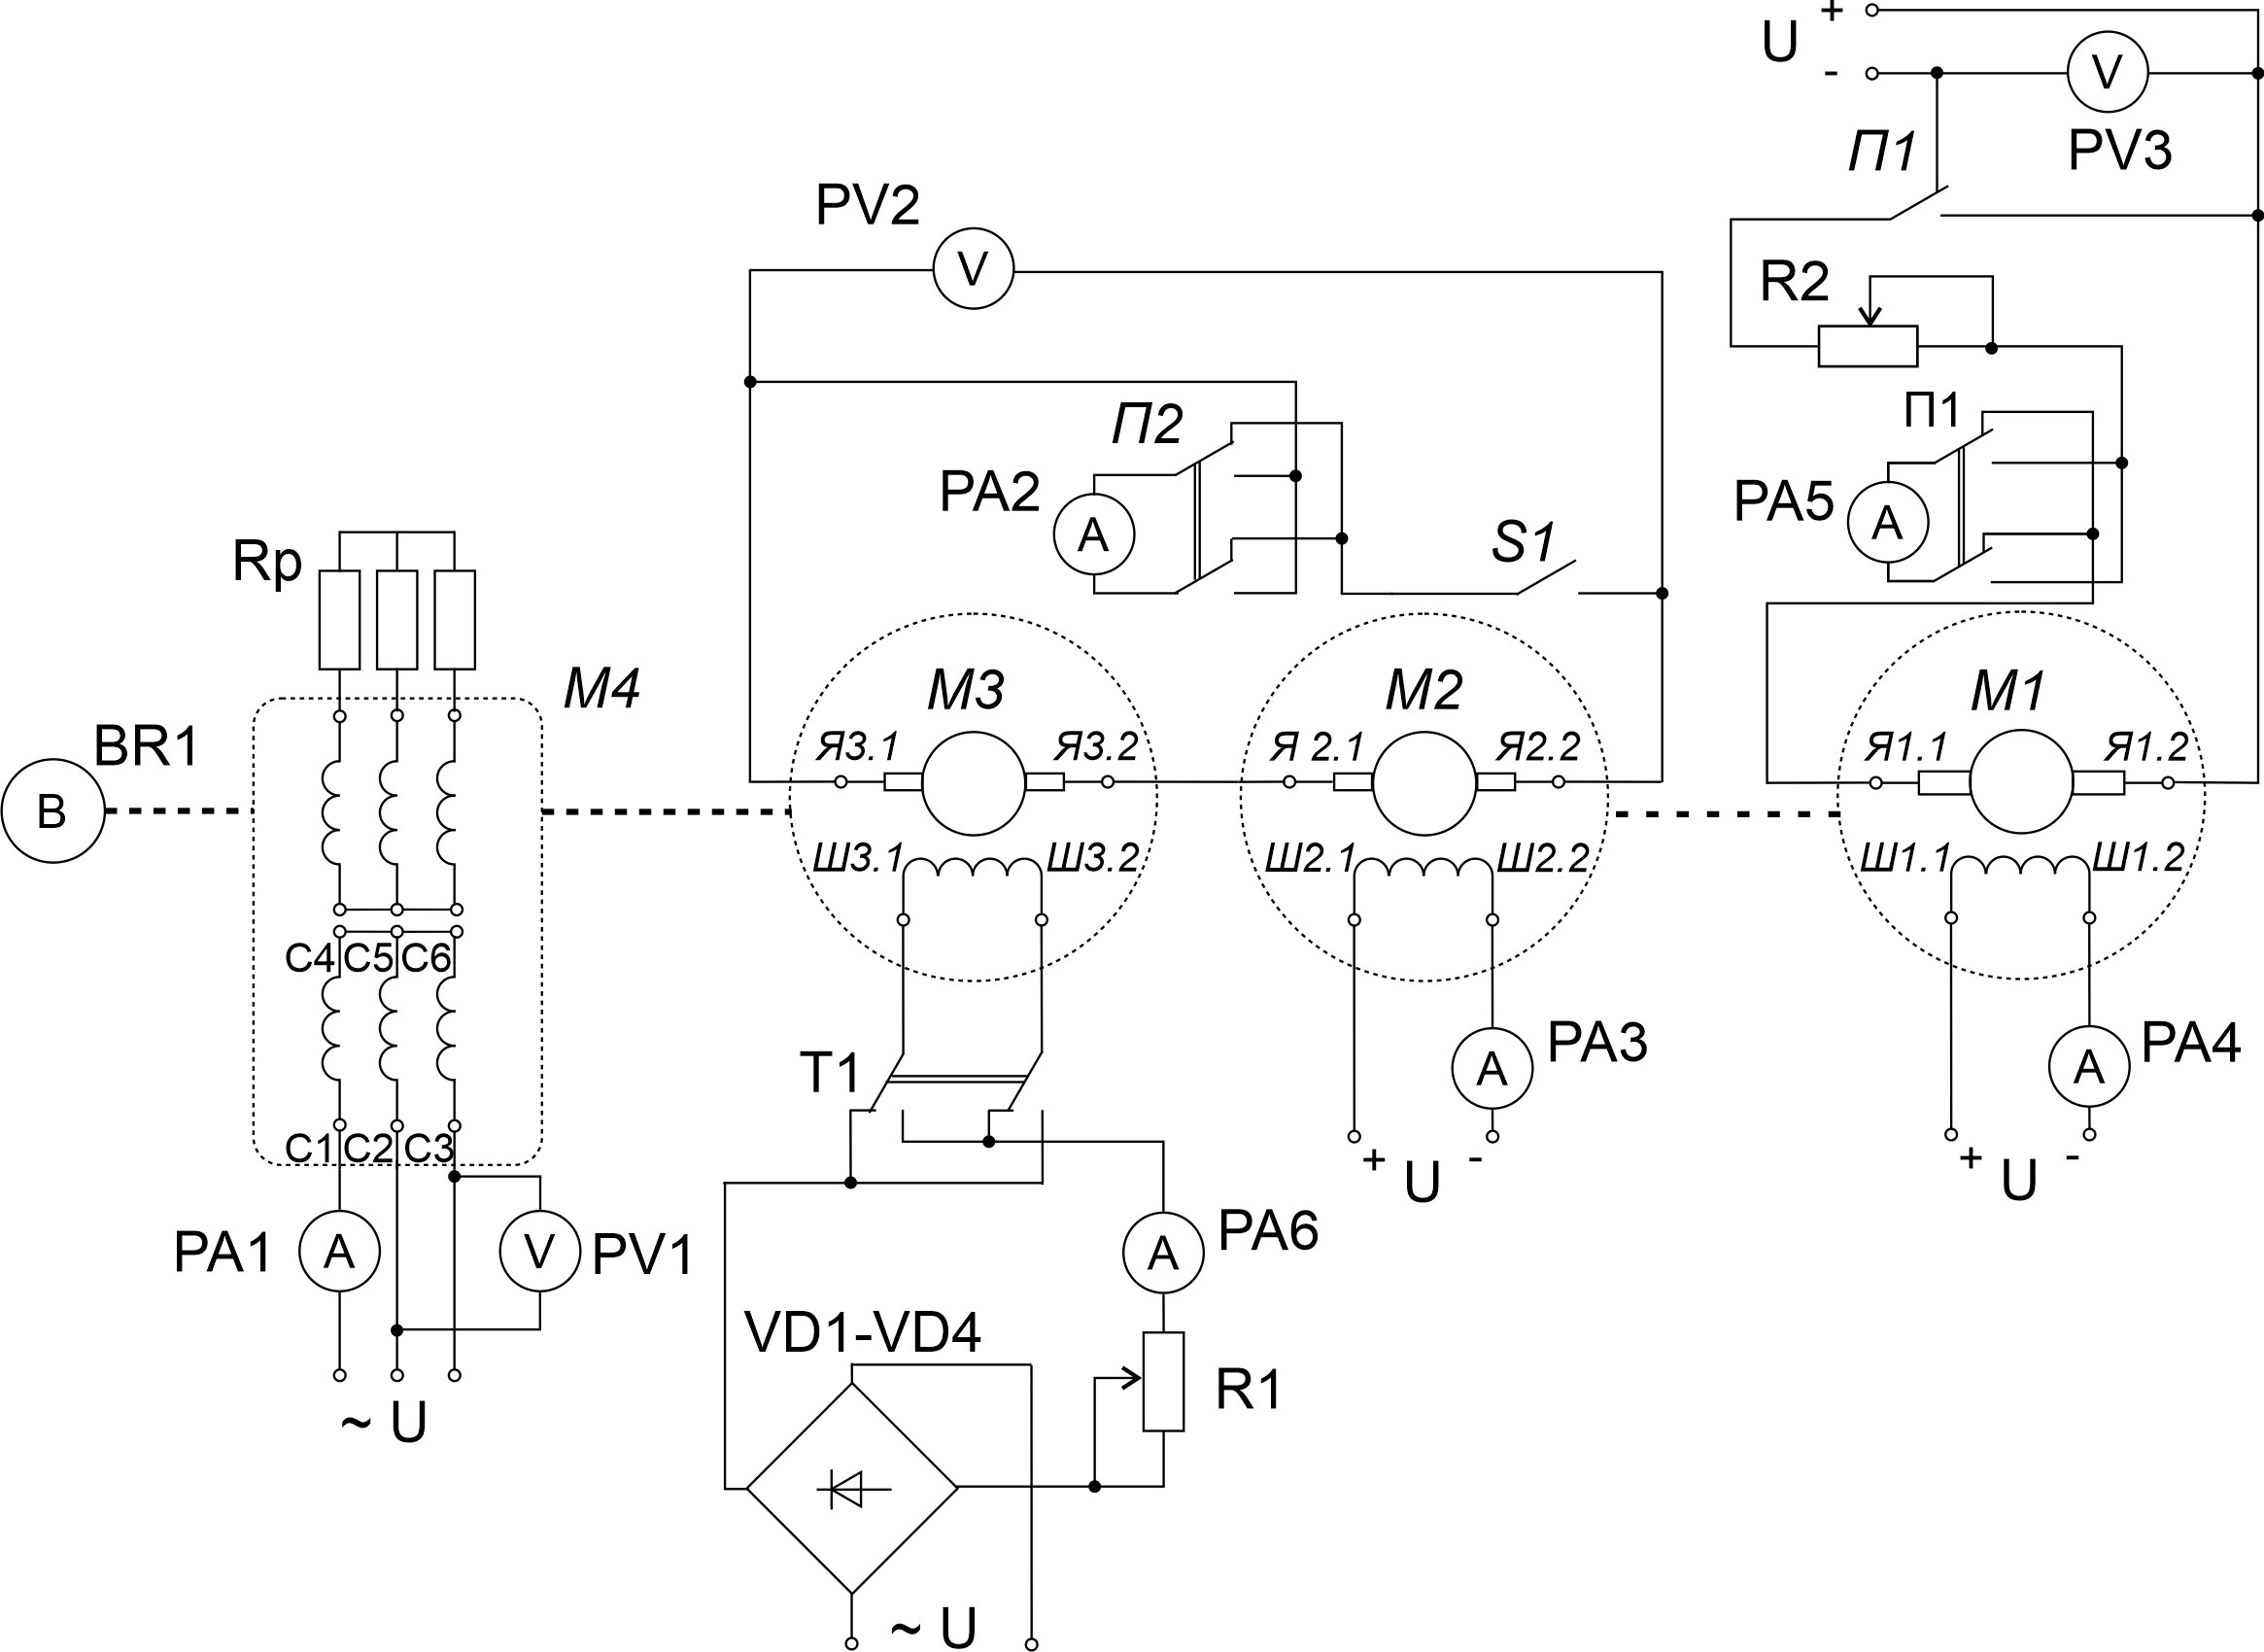 U
+
-
V
П1
PV3
PV2
V
R2
П2
П1
PA2
PA5
A
A
S1
Rp
M4
M3
M2
M1
BR1
Я3.1
Я3.2
Я 2.1
Я2.2
Я1.1
Я1.2
B
Ш3.1
Ш3.2
Ш2.1
Ш2.2
Ш1.1
Ш1.2
C4 C5 C6
T1
A
PA3
A
PA4
C1 C2 C3
+ U -
+ U -
PA1
A
V
PV1
A
PA6
VD1-VD4
R1
~ U
~ U